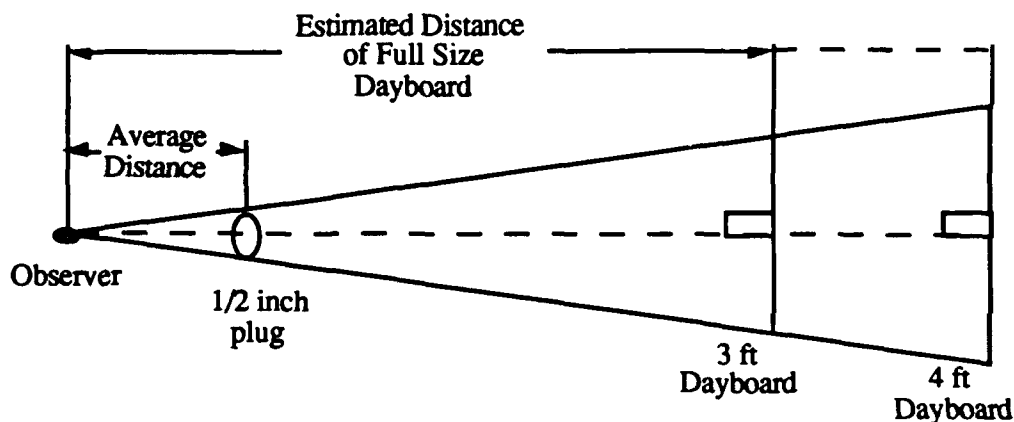 Estimated Distance
of Full Size
Dayboard
Average
Distance
Observer
1/2 inch
plug
3 ft
Dayboard
4 ft
Dayboard